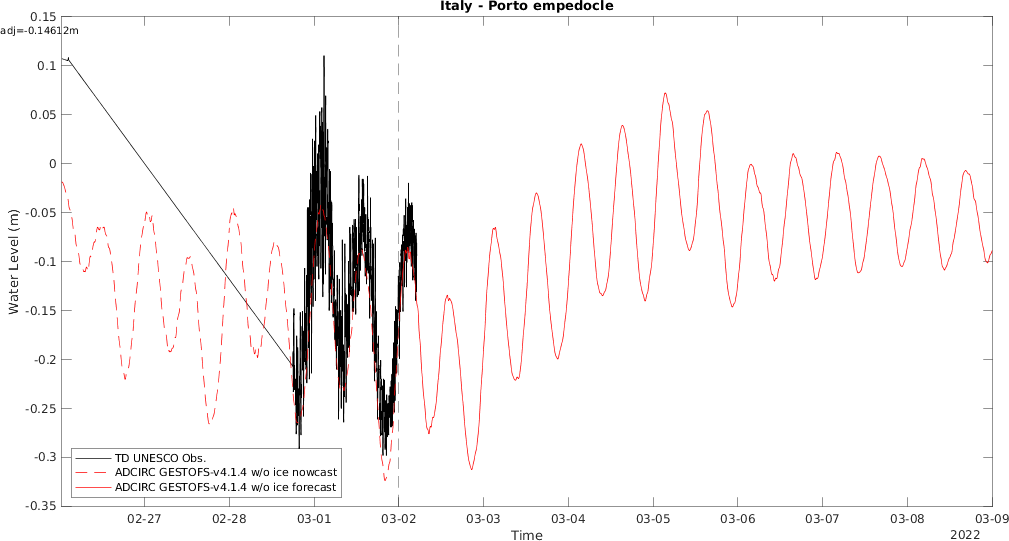 Italy - Porto empedocle
adj=-0.14612m
0.15
0.1
0.05
0
-0.05
-0.1
-0.15
-0.2
-0.25
-0.3
-0.35
Water Level (m)
TD UNESCO Obs.
ADCIRC GESTOFS-v4.1.4 w/o ice nowcast
ADCIRC GESTOFS-v4.1.4 w/o ice forecast
02-27 02-28 03-01 03-02 03-03 03-04 03-05 03-06 03-07 03-08 03-09
Time
2022